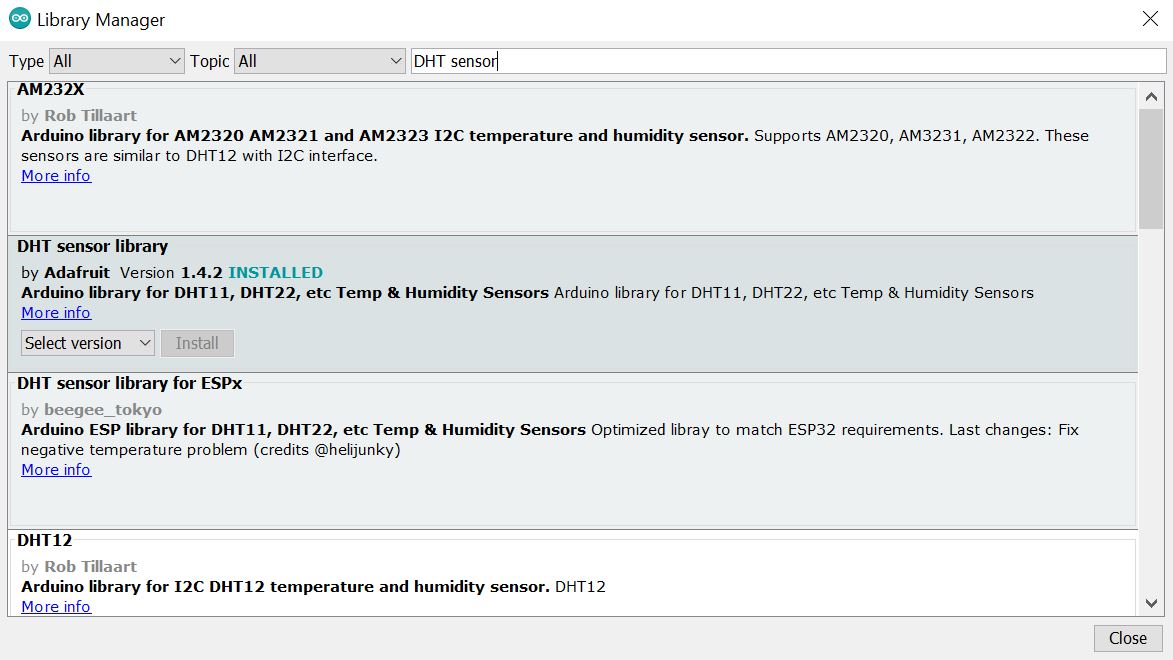 Library Manager
Type All Topic All DHT sensor
AM232X
by Rob Tillaart
Arduino library for AM2320 AM2321 and AM2323 I2C temperature and humidity sensor. Supports AM2320, AM3231, AM2322. These
sensors are similar to DHT12 with I2C interface.
More info
DHT sensor library
by Adafruit Version 1.4.2 INSTALLED
Arduino library for DHT11, DHT22, etc Temp & Humidity Sensors Arduino library for DHT11, DHT22, etc Temp & Humidity Sensors
More info
Select version Install
DHT sensor library for ESPx
by beegee_tokyo
Arduino ESP library for DHT11, DHT22, etc Temp & Humidity Sensors Optimized libray to match ESP32 requirements. Last changes: Fix
negative temperature problem (credits @helijunky)
More info
DHT12
by Rob Tillaart
Arduino library for I2C DHT12 temperature and humidity sensor. DHT12
More info
Close